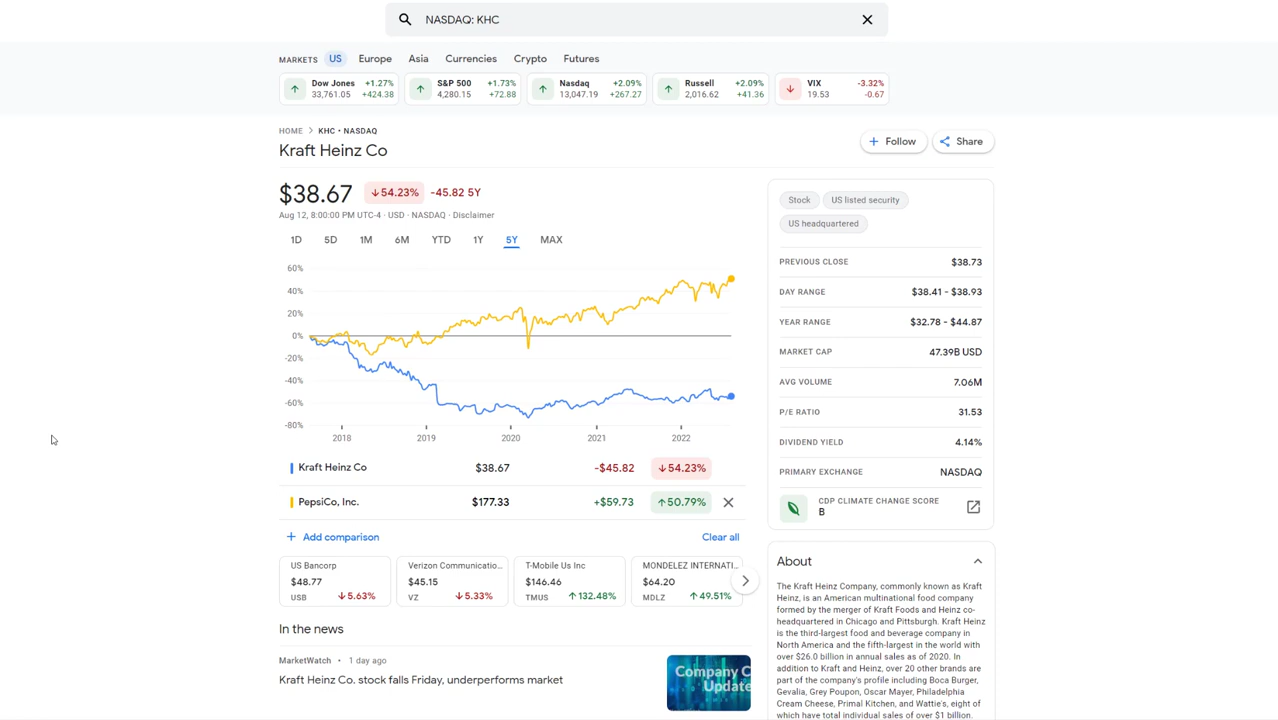 NASDAQ: KHC
MARKETS US Europe Asia Currencies Crypto Futures
Dow Jones +1.27%
33,761.05 +424.38
S&P 500 +1.73%
4,280.15 +72.88
Nasdaq +2.09%
13,047.19 +267.27
Russell +2.09%
2,016.62 +41.36
VIX -3.32%
19.53 -0.67
HOME > KHC • NASDAQ
Kraft Heinz Co
+ Follow
Share
$38.67 ↓54.23% -45.82 5Y
Aug 12, 8:00:00 PM UTC-4 · USD · NASDAQ · Disclaimer
1D 5D 1M 6M YTD 1Y 5Y MAX
60%
40%
20%
0%
-20%
-40%
-60%
-80%
2018 2019 2020 2021 2022
Kraft Heinz Co $38.67 -$45.82 ↓54.23%
PepsiCo, Inc. $177.33 +$59.73 ↑50.79%
+ Add comparison Clear all
US Bancorp
$48.77
USB ↓5.63%
Verizon Communicatio...
$45.15
VZ ↓5.33%
T-Mobile Us Inc
$146.46
TMUS ↑132.48%
MONDELEZ INTERNATI...
$64.20
MDLZ ↑49.51%
In the news
MarketWatch • 1 day ago
Kraft Heinz Co. stock falls Friday, underperforms market
Company C
Update
Stock US listed security
US headquartered
PREVIOUS CLOSE $38.73
DAY RANGE $38.41 - $38.93
YEAR RANGE $32.78 - $44.87
MARKET CAP 47.39B USD
AVG VOLUME 7.06M
P/E RATIO 31.53
DIVIDEND YIELD 4.14%
PRIMARY EXCHANGE NASDAQ
CDP CLIMATE CHANGE SCORE
B
About
The Kraft Heinz Company, commonly known as Kraft
Heinz, is an American multinational food company
formed by the merger of Kraft Foods and Heinz co-
headquartered in Chicago and Pittsburgh. Kraft Heinz
is the third-largest food and beverage company in
North America and the fifth-largest in the world with
over $26.0 billion in annual sales as of 2020. In
addition to Kraft and Heinz, over 20 other brands are
part of the company's profile including Boca Burger,
Gevalia, Grey Poupon, Oscar Mayer, Philadelphia
Cream Cheese, Primal Kitchen, and Wattie's, eight of
which have total individual sales of over $1 billion.